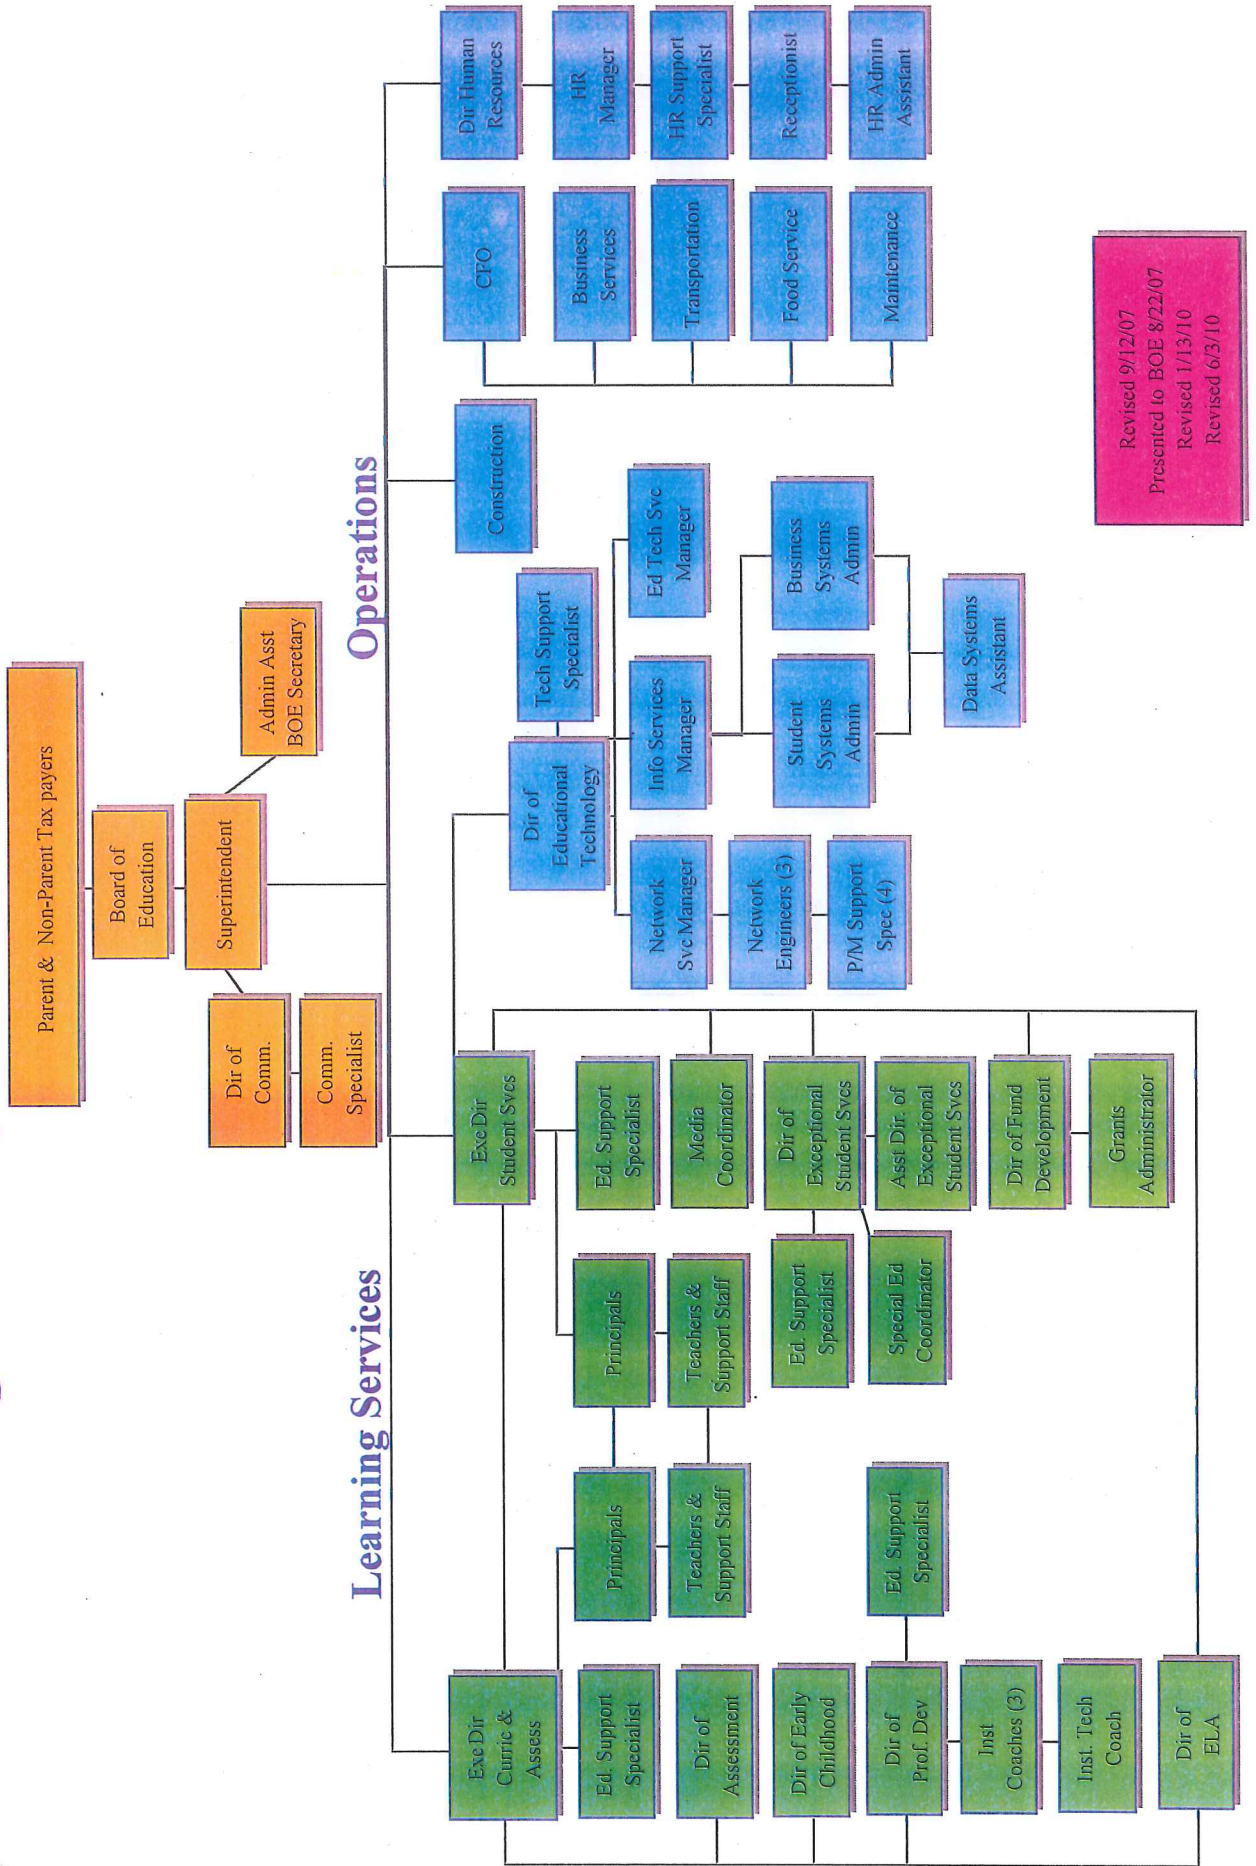 Parent & Non-Parent Tax payers
Board of
Education
Superintendent
Admin Asst
BOE Secretary
Dir of
Comm.
Comm.
Specialist
Learning Services
Operations
Exe Dir
Curric &
Assess
Ed. Support
Specialist
Dir of
Assessment
Dir of Early
Childhood
Dir of
Prof. Dev
Ed. Support
Specialist
Inst
Coaches (3)
Inst. Tech
Coach
Dir of
ELA
Principals
Teachers &
Support Staff
Principals
Teachers &
Support Staff
Exe Dir
Student Svcs
Ed. Support
Specialist
Media
Coordinator
Dir of
Exceptional
Student Svcs
Ed. Support
Specialist
Special Ed
Coordinator
Asst Dir. of
Exceptional
Student Svcs
Dir of Fund
Development
Grants
Administrator
Dir of
Educational
Technology
Tech Support
Specialist
Network
Svc Manager
Network
Engineers (3)
P/M Support
Spec (4)
Info Services
Manager
Ed Tech Svc
Manager
Student
Systems
Admin
Business
Systems
Admin
Data Systems
Assistant
Construction
CFO
Business
Services
Transportation
Food Service
Maintenance
Dir Human
Resources
HR
Manager
HR Support
Specialist
Receptionist
HR Admin
Assistant
Revised 9/12/07
Presented to BOE 8/22/07
Revised 1/13/10
Revised 6/3/10